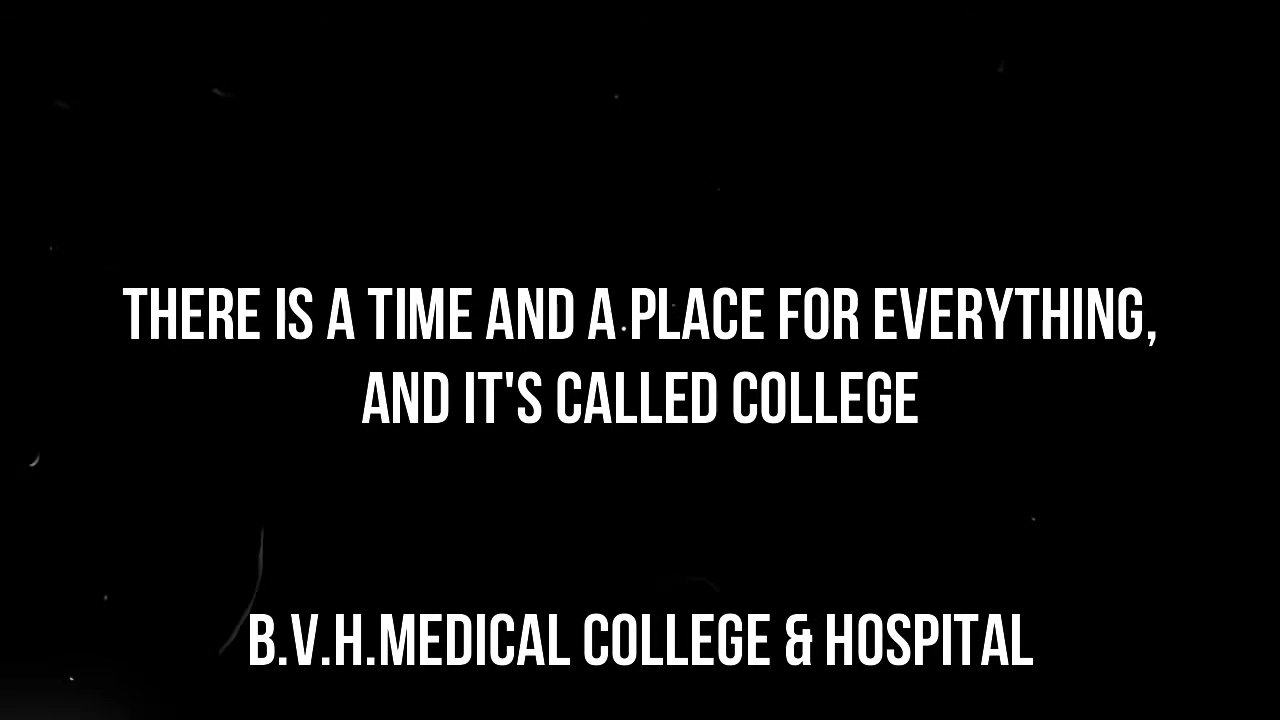 THERE IS A TIME AND A PLACE FOR EVERYTHING,
AND IT'S CALLED COLLEGE
B.V.H.MEDICAL COLLEGE & HOSPITAL